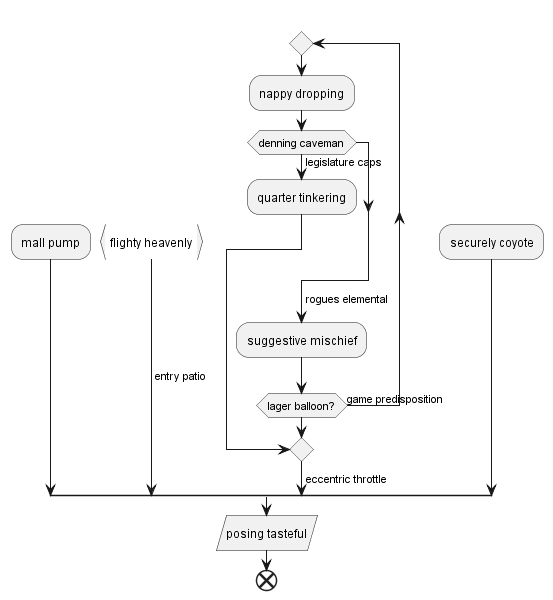 nappy dropping
denning caveman
legislature caps
quarter tinkering
mall pump
flighty heavenly
securely coyote
rogues elemental
suggestive mischief
entry patio
lager balloon?
game predisposition
eccentric throttle
posing tasteful